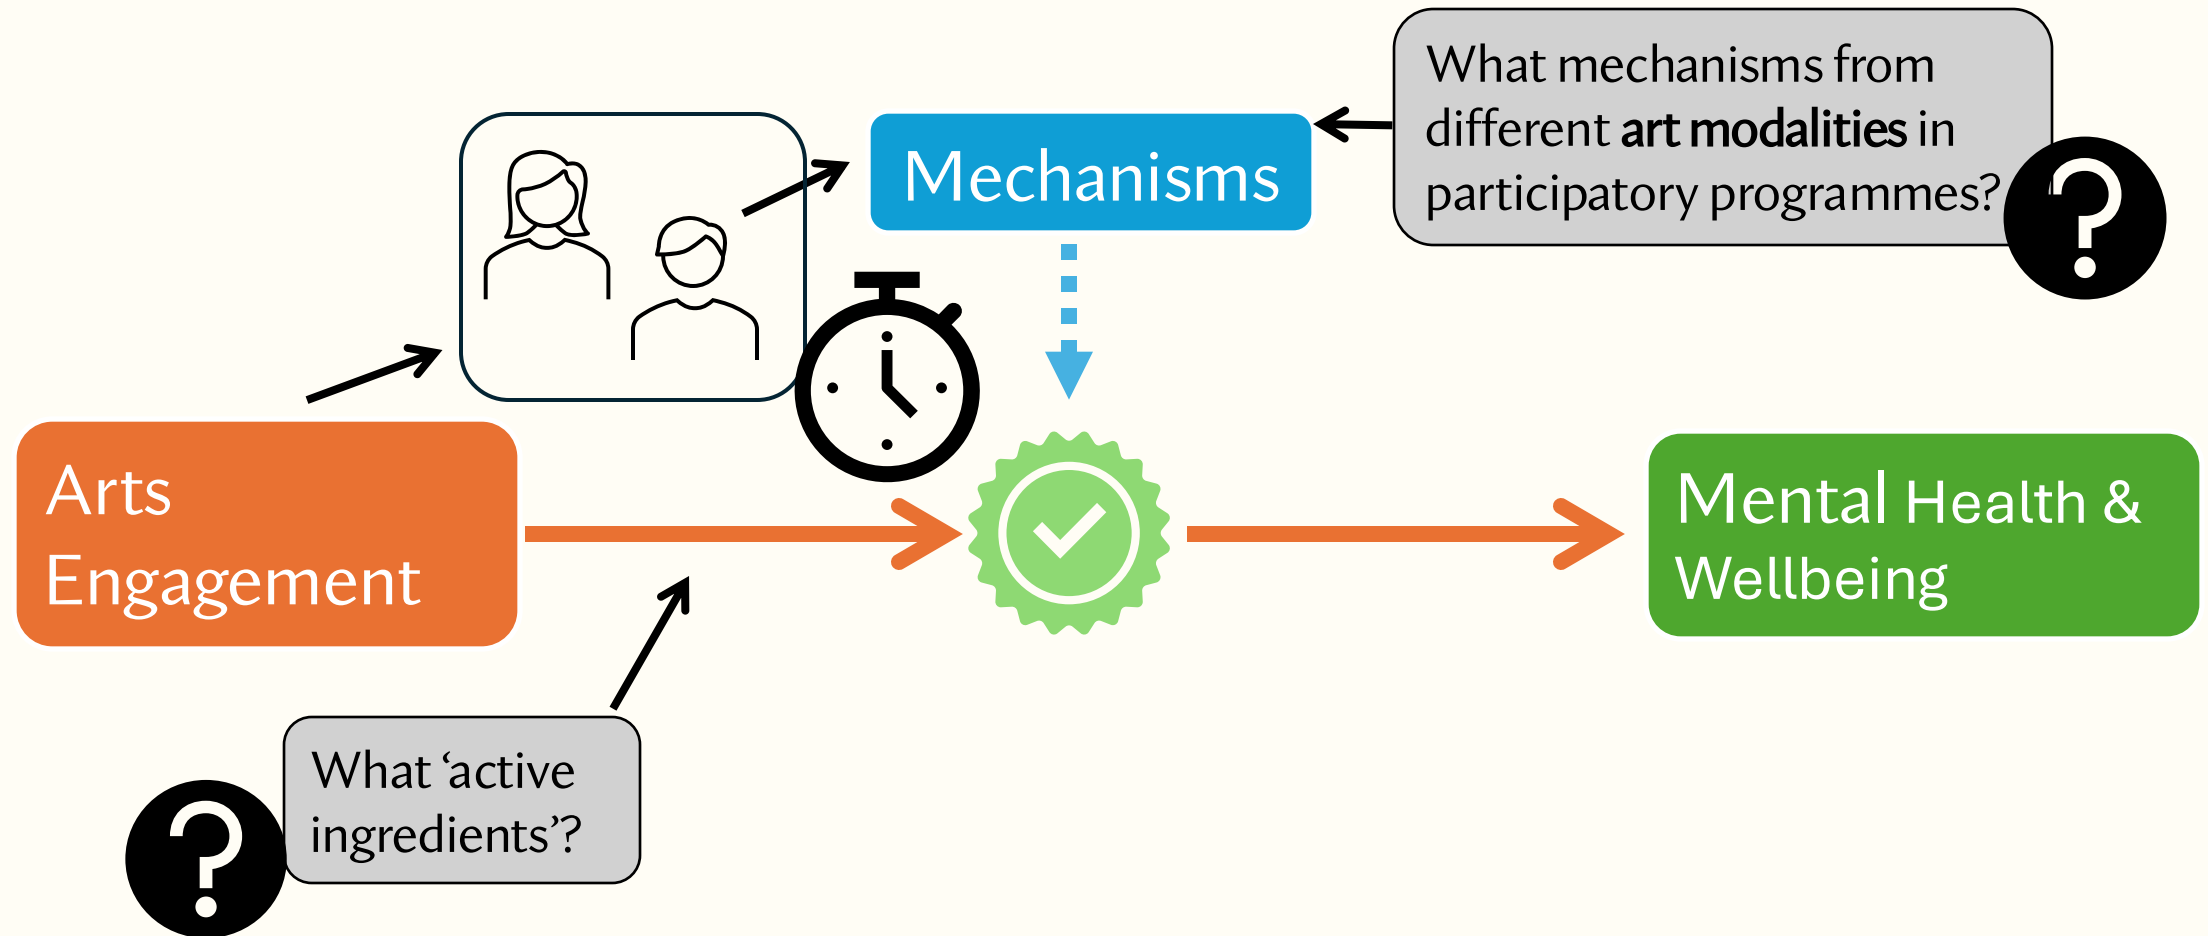 What mechanisms from
different art modalities in
participatory programmes?
Mechanisms
?
Arts
Engagement
Mental Health &
Wellbeing
What ‘active
ingredients’?
?